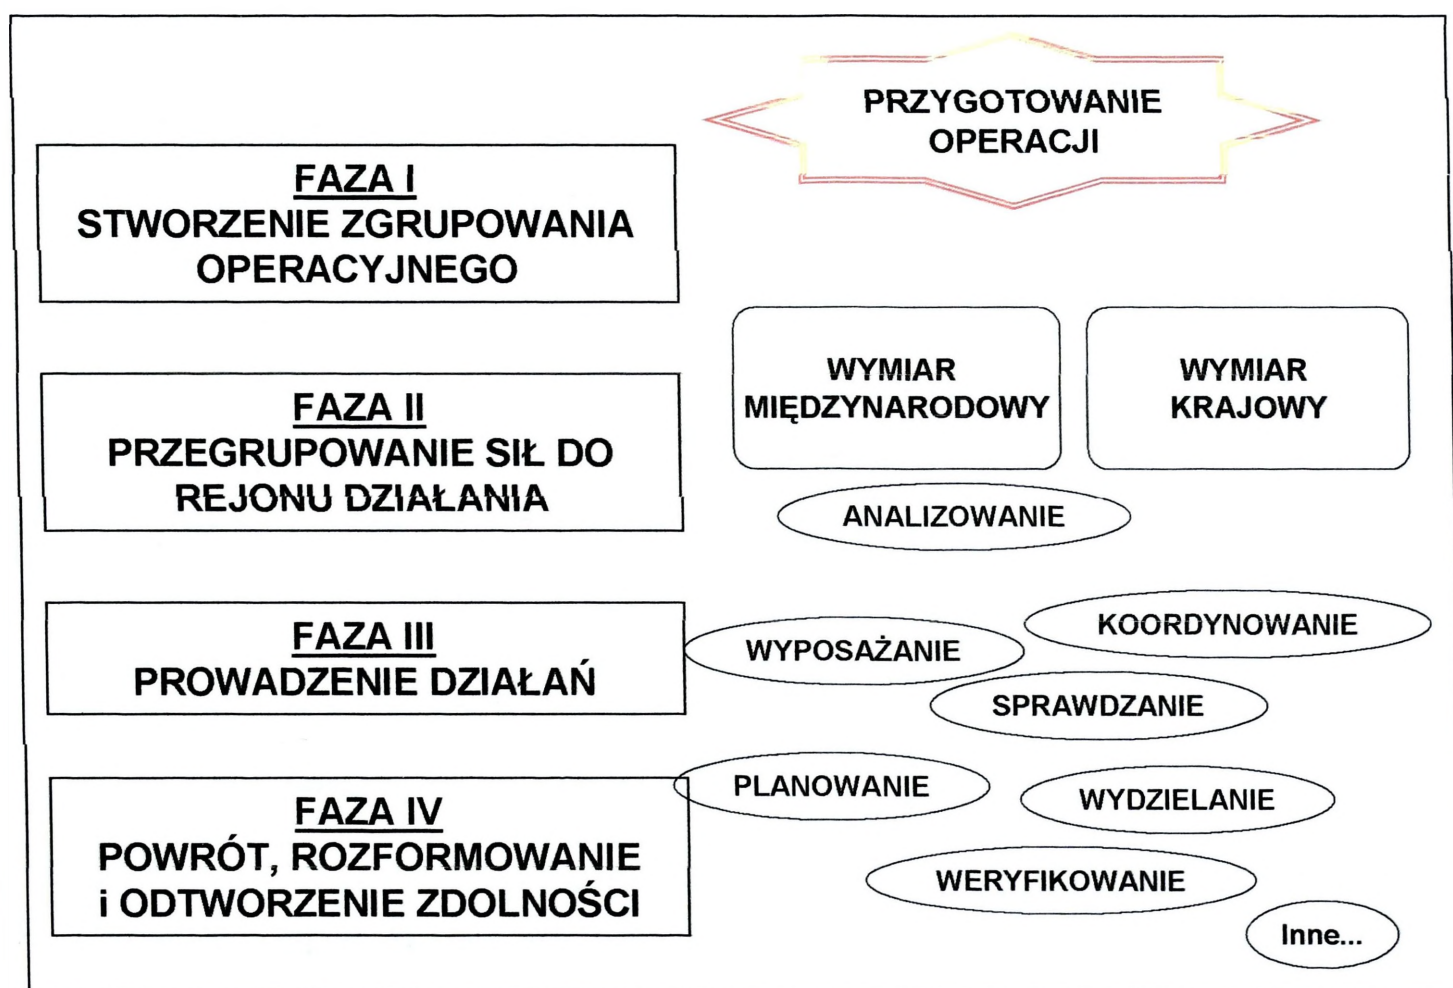 PRZYGOTOWANIE
OPERACJI
FAZA I
STWORZENIE ZGRUPOWANIA
OPERACYJNEGO
FAZA II
PRZEGRUPOWANIE SIŁ DO
REJONU DZIAŁANIA
FAZA III
PROWADZENIE DZIAŁAŃ
FAZA IV
POWRÓT, ROZFORMOWANIE
i ODTWORZENIE ZDOLNOŚCI
WYMIAR
MIĘDZYNARODOWY
WYMIAR
KRAJOWY
ANALIZOWANIE
KOORDYNOWANIE
WYPOSAŻANIE
SPRAWDZANIE
PLANOWANIE
WYDZIELANIE
WERYFIKOWANIE
Inne...